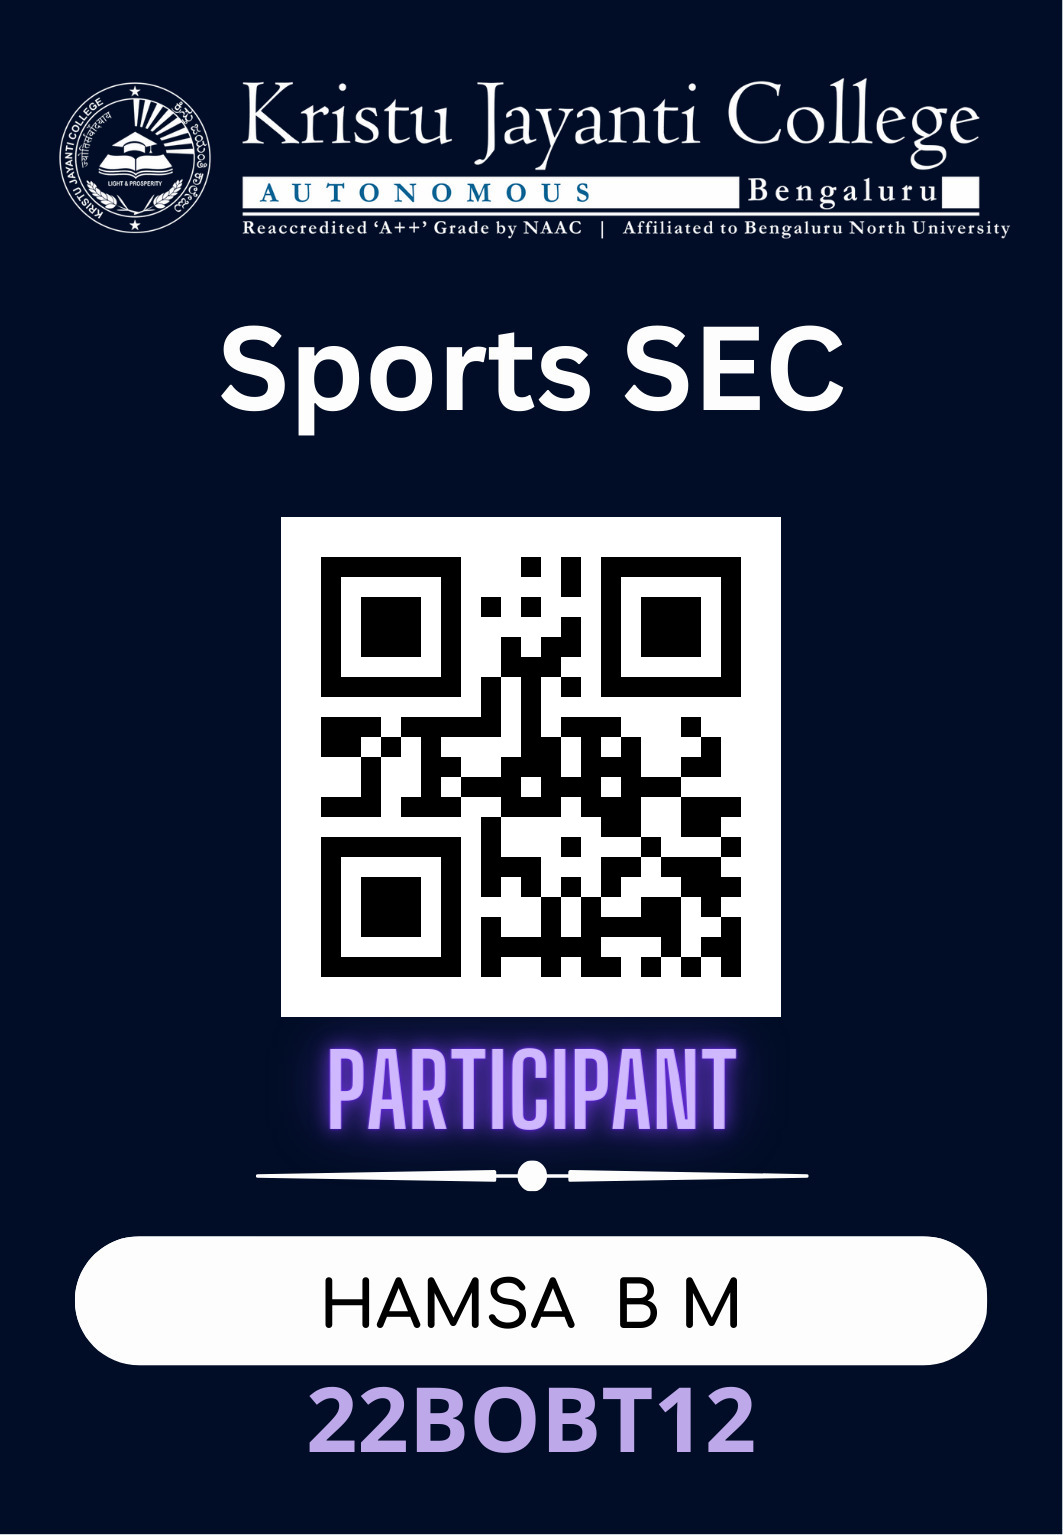 Kristu Jayanti College
AUTONOMOUS Bengaluru
Reaccredited ‘A++’ Grade by NAAC | Affiliated to Bengaluru North University
KRISTU JAYANTI COLLEGE
ಕ್ರಿಸ್ತು ಜಯಂತಿ ಕಾಲೇಜು
LIGHT & PROSPERITY
Sports SEC
PARTICIPANT
HAMSA B M
22BOBT12